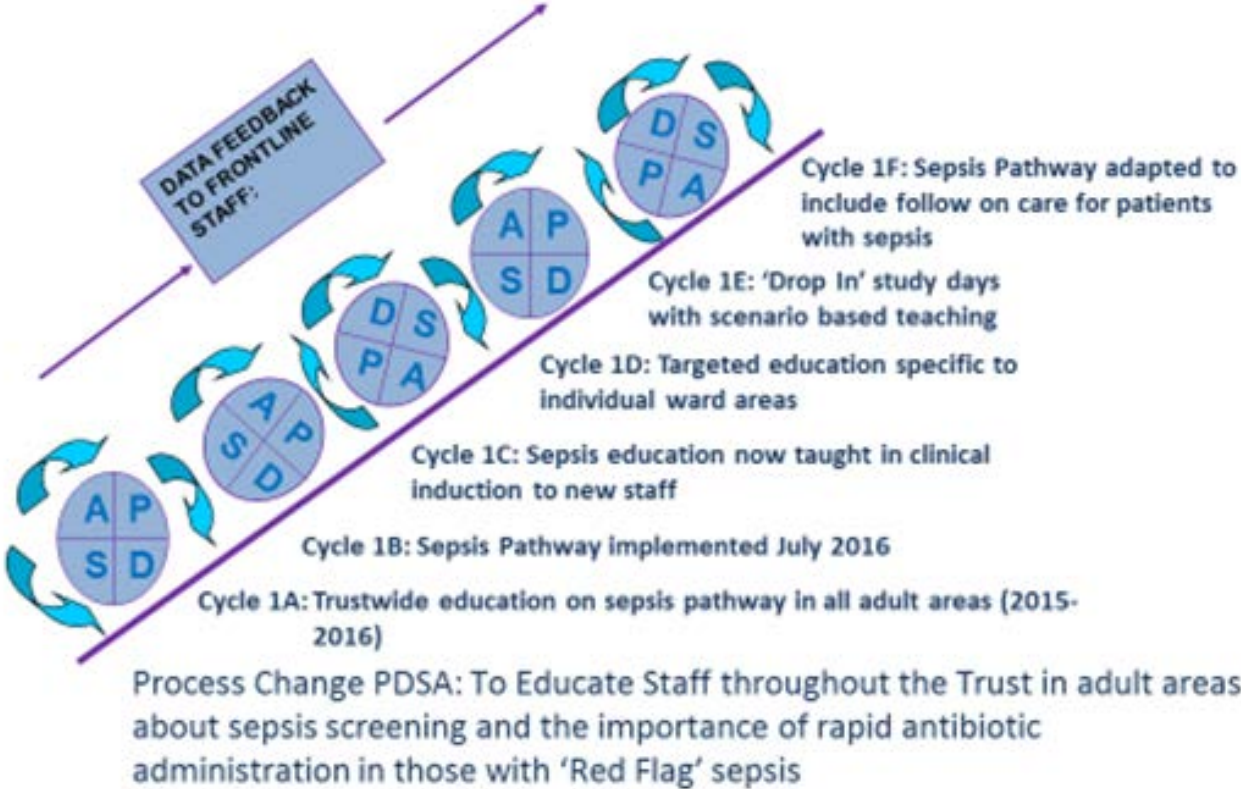 DATA FEEDBACK
TO FRONTLINE
STAFF:
D S
P A
A P
S D
D S
P A
A P
S D
A P
S D
Cycle 1F: Sepsis Pathway adapted to
include follow on care for patients
with sepsis
Cycle 1E: ‘Drop In’ study days
with scenario based teaching
Cycle 1D: Targeted education specific to
individual ward areas
Cycle 1C: Sepsis education now taught in clinical
induction to new staff
Cycle 1B: Sepsis Pathway implemented July 2016
Cycle 1A: Trustwide education on sepsis pathway in all adult areas (2015-
2016)
Process Change PDSA: To Educate Staff throughout the Trust in adult areas
about sepsis screening and the importance of rapid antibiotic
administration in those with ‘Red Flag’ sepsis